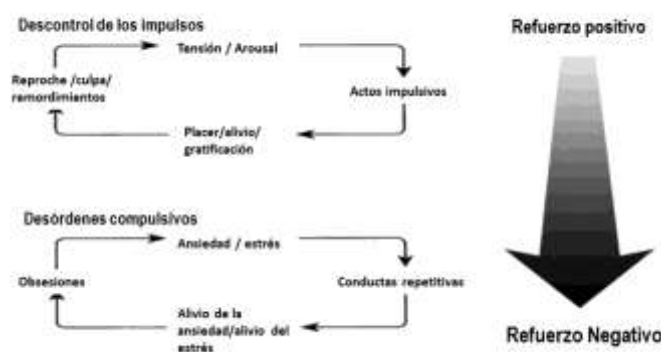 Descontrol de los impulsos
Tensión / Arousal
Reproche /culpa/
remordimientos
Actos impulsivos
Placer/alivio/
gratificación
Desórdenes compulsivos
Ansiedad / estrés
Obsesiones
Conductas repetitivas
Alivio de la
ansiedad/alivio del
estrés
Refuerzo positivo
Refuerzo Negativo